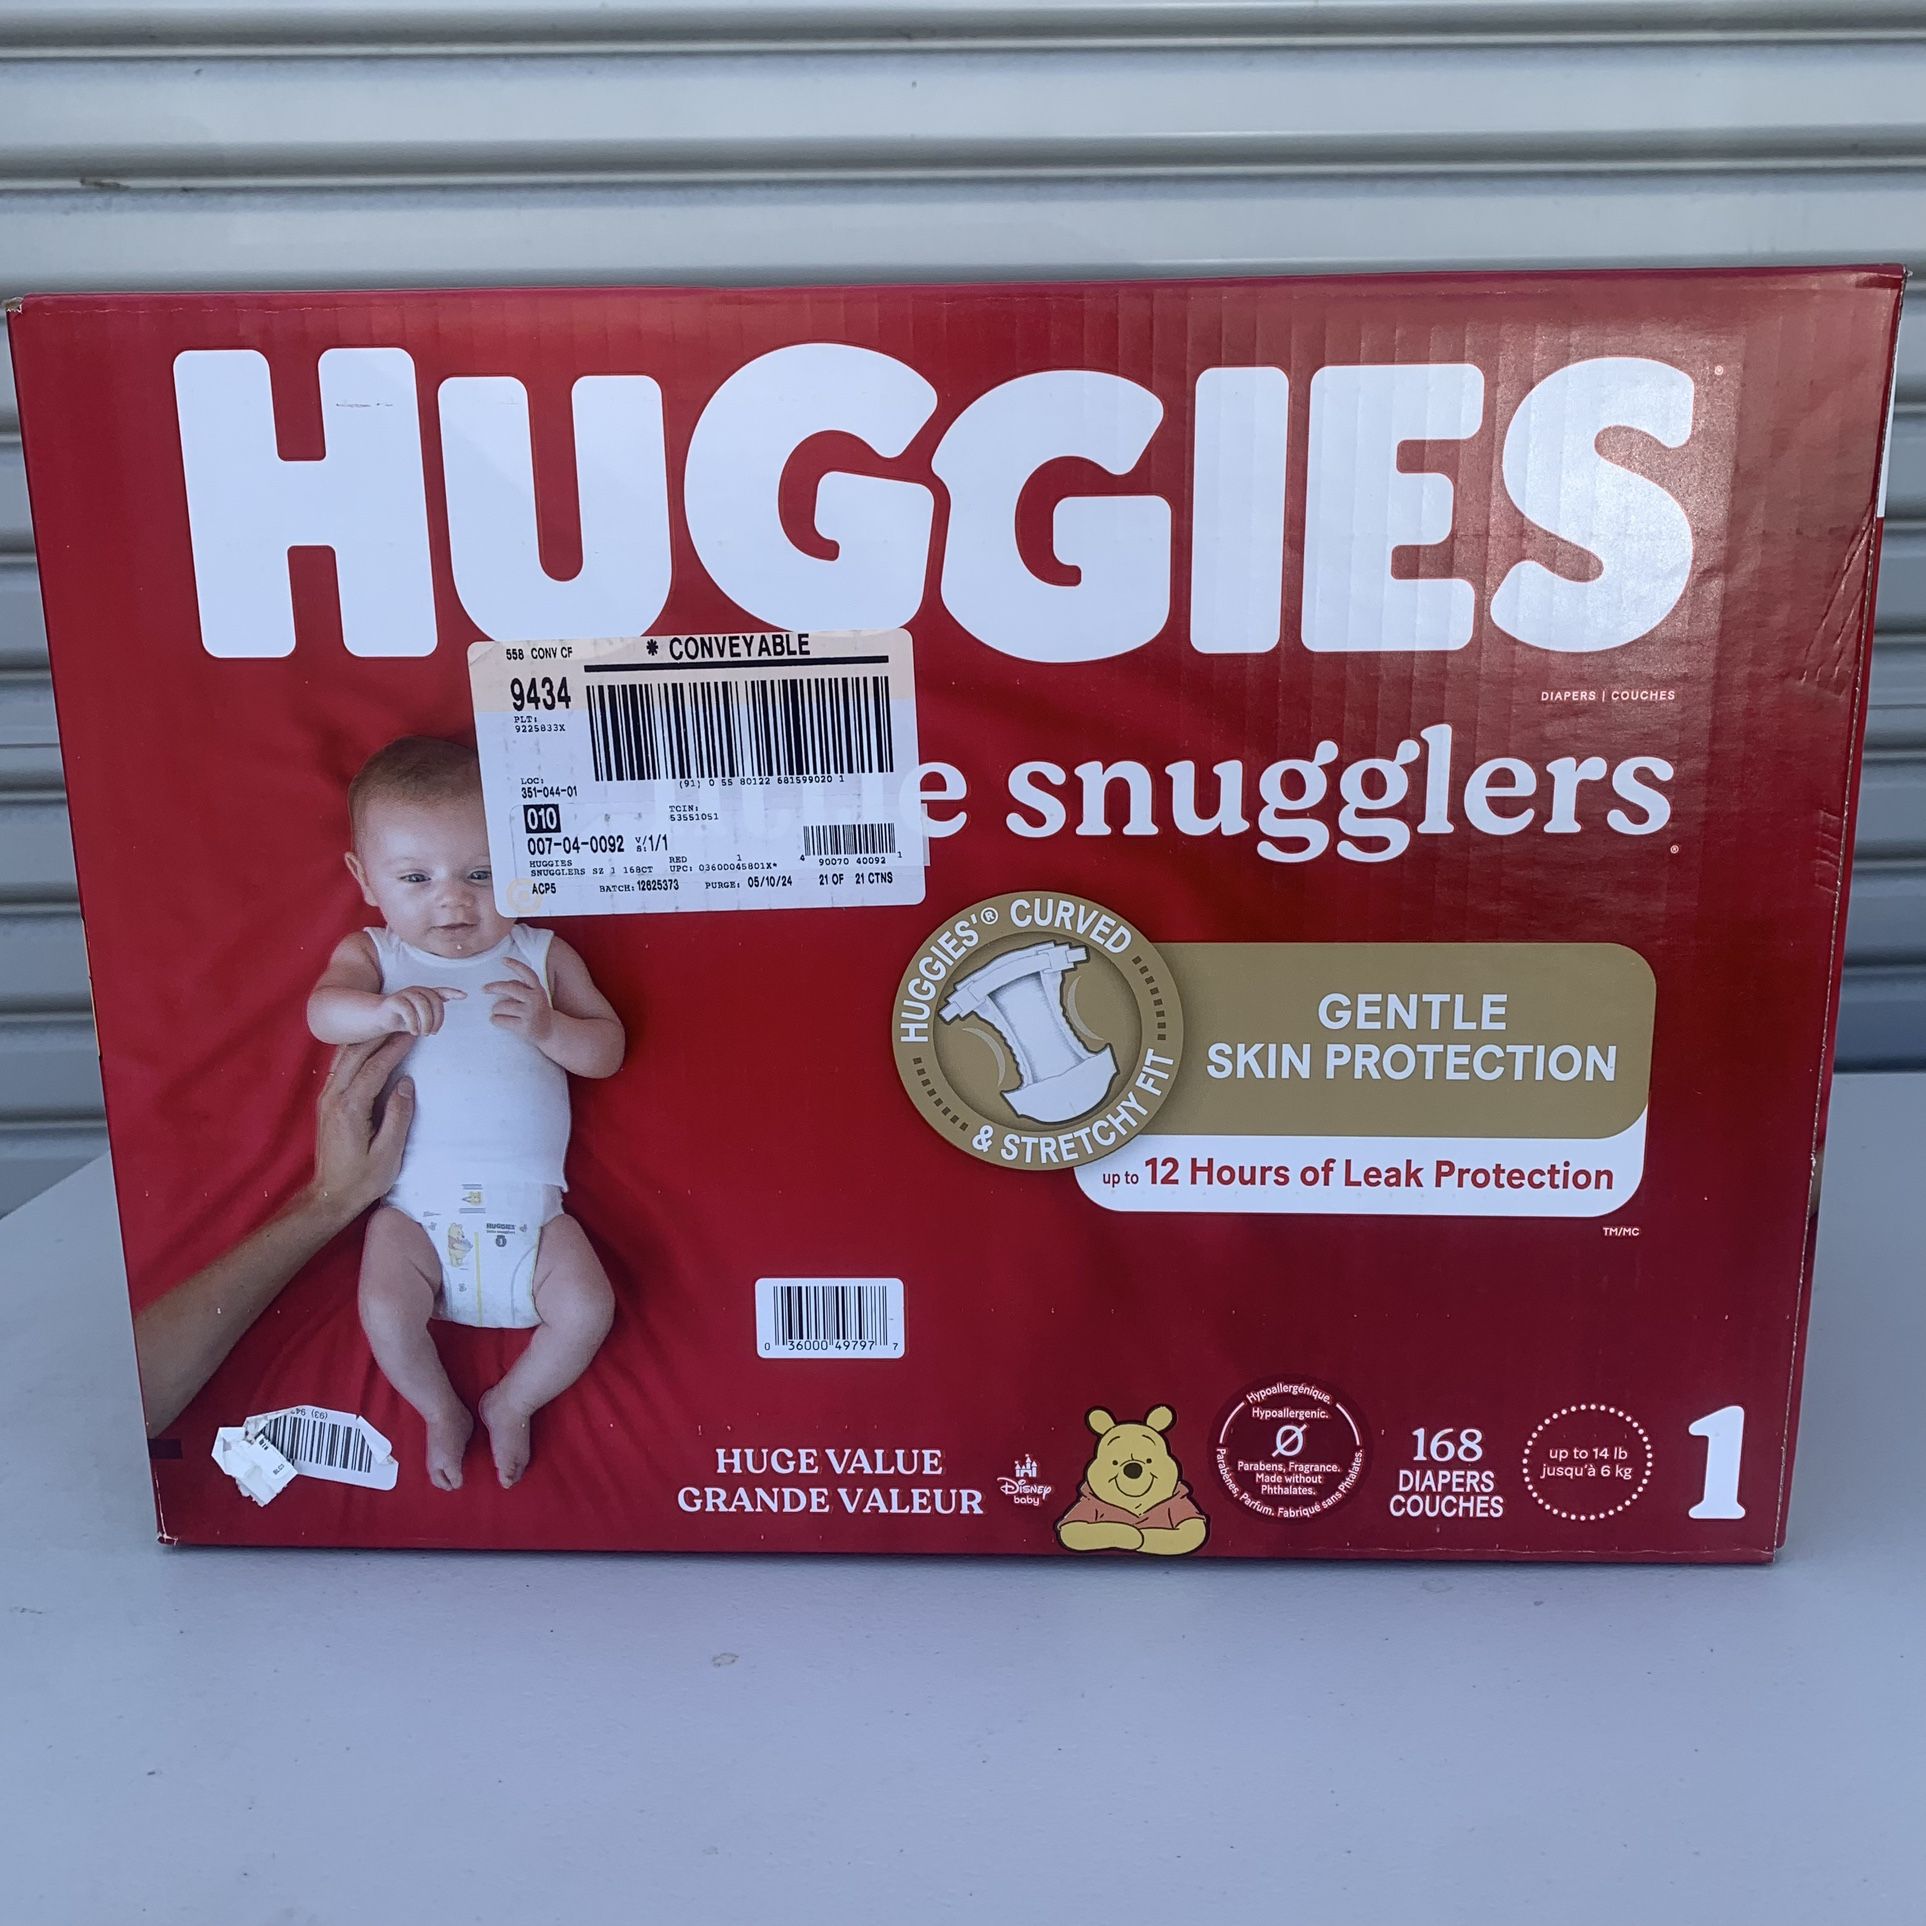 HUGGIES®
DIAPERS | COUCHES
e snugglers®
558 CONV CF
* CONVEYABLE
9434
PLT:
9225833X
(91) 0 55 80122 681599020 1
LOC:
351-044-01
010
TCIN:
53551051
007-04-0092 V/S: 1/1
4 90070 40092 1
HUGGIES RED 1
SNUGGLERS SZ 1 168CT UPC: 03600045801X*
ACP5 BATCH: 12625373 PURGE: 05/10/24 21 OF 21 CTNS
HUGGIES'® CURVED
& STRETCHY FIT
GENTLE
SKIN PROTECTION
up to 12 Hours of Leak Protection
TM/MC
HUGGIES
0 36000 49797 7
HUGE VALUE
GRANDE VALEUR
Disney
baby
Hypoallergénique.
Hypoallergenic.
Parabens, Fragrance.
Made without
Phthalates.
Parabènes, Parfum. Fabriqué sans Phtalates.
168
DIAPERS
COUCHES
up to 14 lb
jusqu'à 6 kg
1